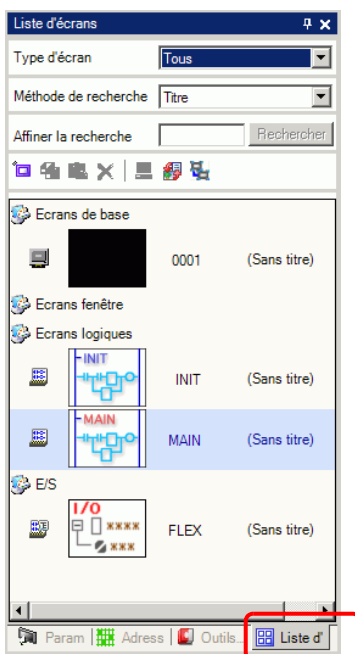 Liste d'écrans
Type d'écran Tous
Méthode de recherche Titre
Affiner la recherche Rechercher
Ecrans de base
0001 (Sans titre)
Ecrans fenêtre
Ecrans logiques
INIT INIT (Sans titre)
MAIN MAIN (Sans titre)
E/S
I/O **** *** FLEX (Sans titre)
Param Adress Outils... Liste d'